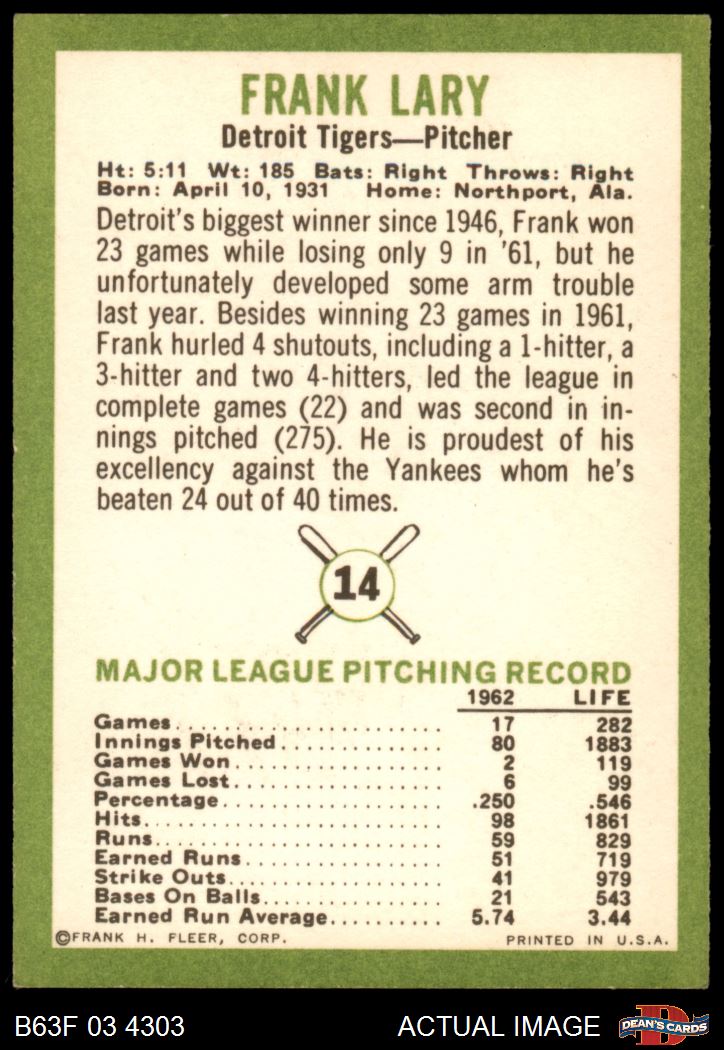 FRANK LARY
Detroit Tigers—Pitcher
Ht: 5:11 Wt: 185 Bats: Right Throws: Right
Born: April 10, 1931 Home: Northport, Ala.
Detroit's biggest winner since 1946, Frank won
23 games while losing only 9 in '61, but he
unfortunately developed some arm trouble
last year. Besides winning 23 games in 1961,
Frank hurled 4 shutouts, including a 1-hitter, a
3-hitter and two 4-hitters, led the league in
complete games (22) and was second in in-
nings pitched (275). He is proudest of his
excellency against the Yankees whom he's
beaten 24 out of 40 times.
14
MAJOR LEAGUE PITCHING RECORD
1962 LIFE
Games 17 282
Innings Pitched 80 1883
Games Won 2 119
Games Lost 6 99
Percentage .250 .546
Hits 98 1861
Runs 59 829
Earned Runs 51 719
Strike Outs 41 979
Bases On Balls 21 543
Earned Run Average 5.74 3.44
©FRANK H. FLEER, CORP. PRINTED IN U.S.A.
B63F 03 4303 ACTUAL IMAGE D DEAN'S CARDS